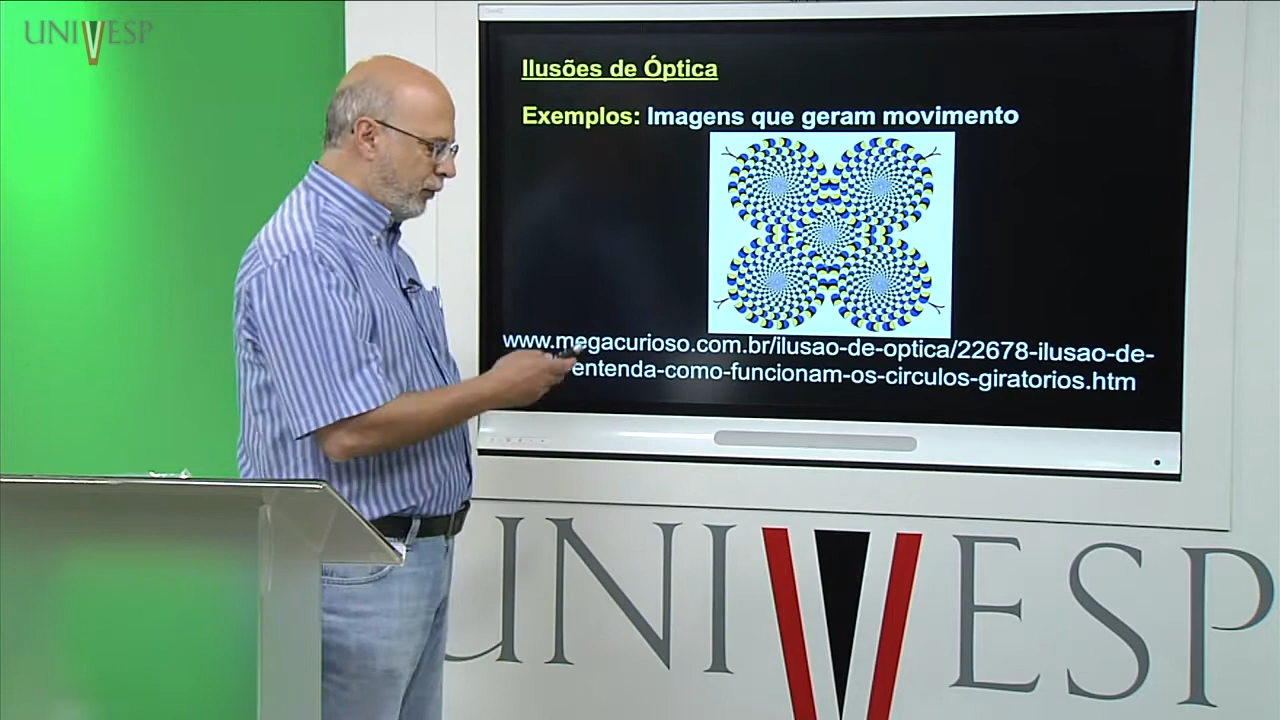 UNIVESP
Ilusões de Óptica
Exemplos: Imagens que geram movimento
www.megacurioso.com.br/ilusao-de-optica/22678-ilusao-de-
entenda-como-funcionam-os-circulos-giratorios.htm
UNIVESP